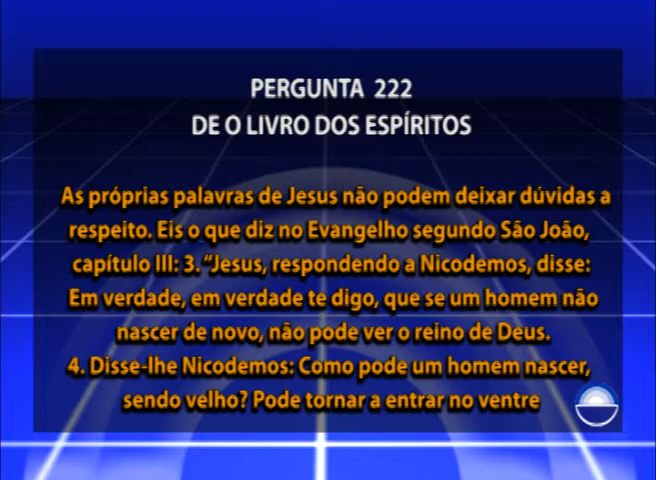 PERGUNTA 222
DE O LIVRO DOS ESPÍRITOS
As próprias palavras de Jesus não podem deixar dúvidas a
respeito. Eis o que diz no Evangelho segundo São João,
capítulo III: 3. “Jesus, respondendo a Nicodemos, disse:
Em verdade, em verdade te digo, que se um homem não
nascer de novo, não pode ver o reino de Deus.
4. Disse-lhe Nicodemos: Como pode um homem nascer,
sendo velho? Pode tornar a entrar no ventre